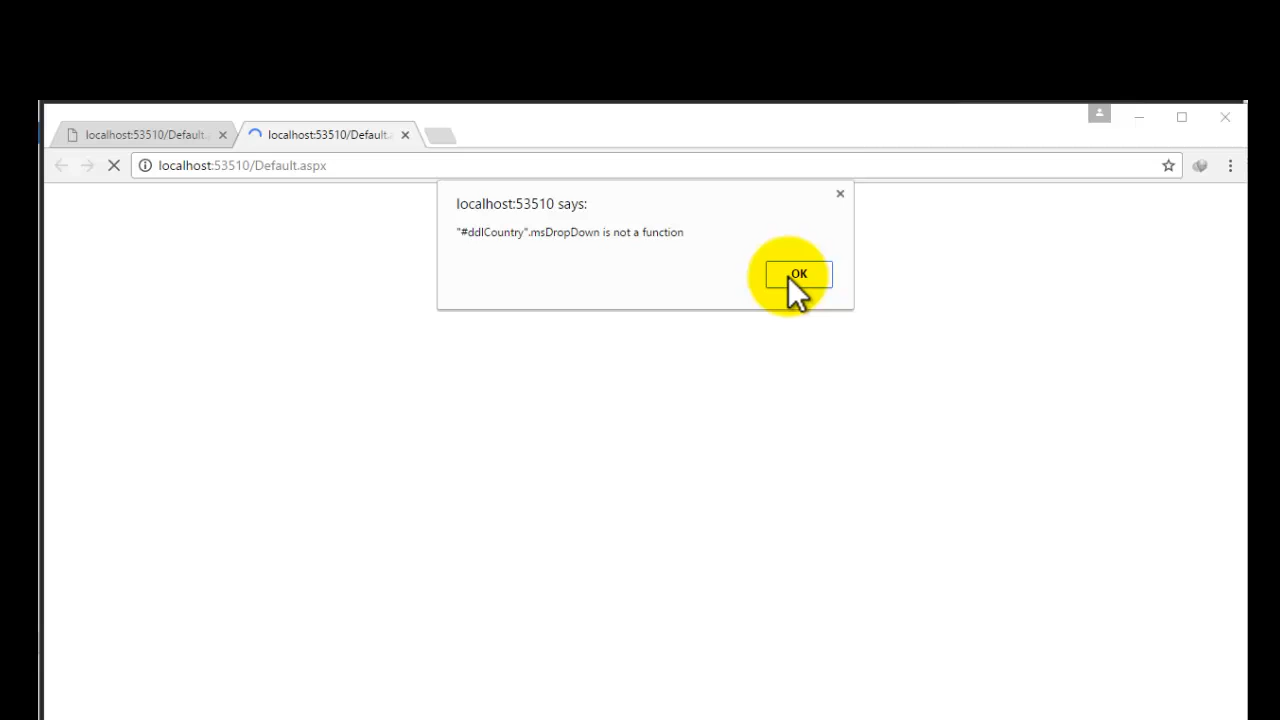 localhost:53510/Default.
localhost:53510/Default.a
localhost:53510/Default.aspx
localhost:53510 says:
"#ddlCountry".msDropDown is not a function
OK